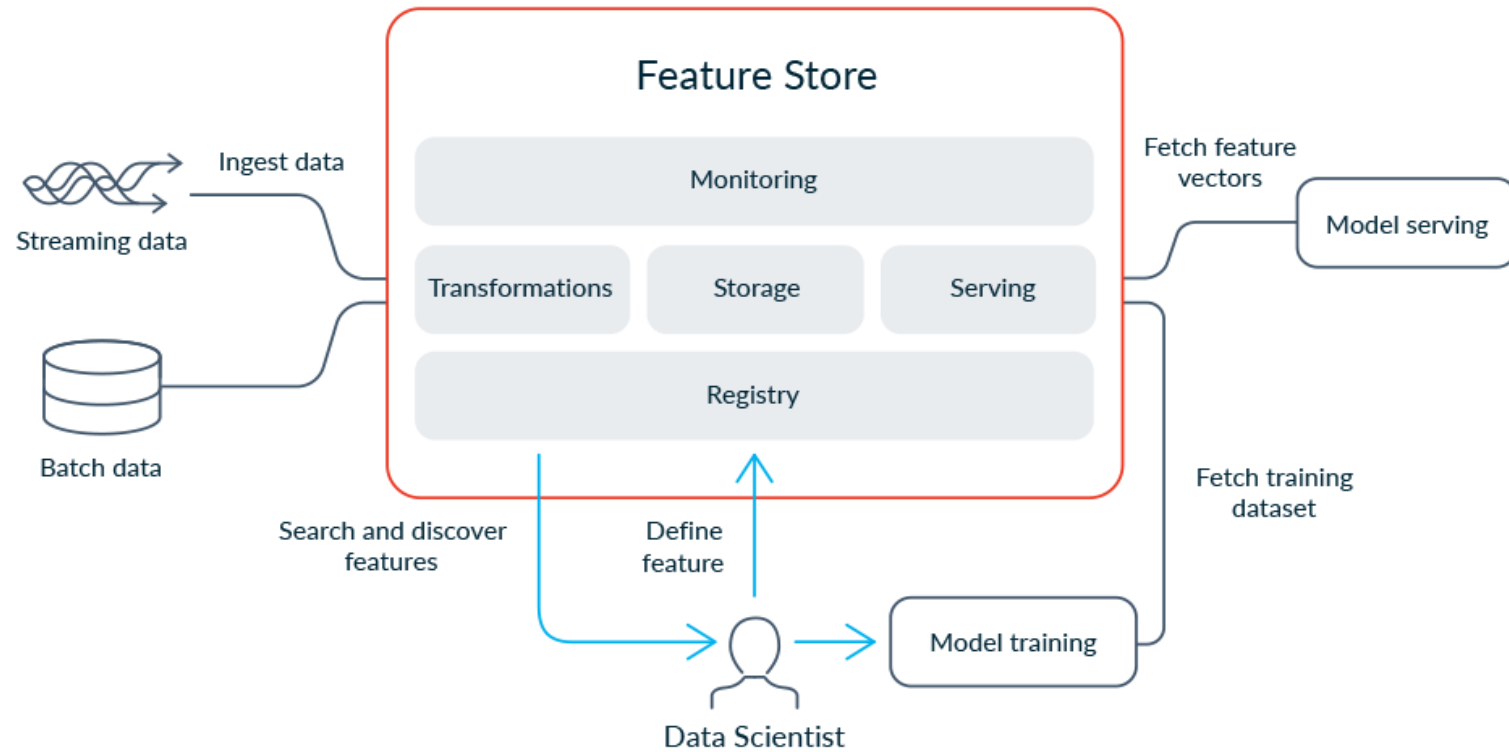 Feature Store
Monitoring
Transformations
Storage
Serving
Registry
Ingest data
Streaming data
Batch data
Fetch feature
vectors
Model serving
Fetch training
dataset
Search and discover
features
Define
feature
Model training
Data Scientist